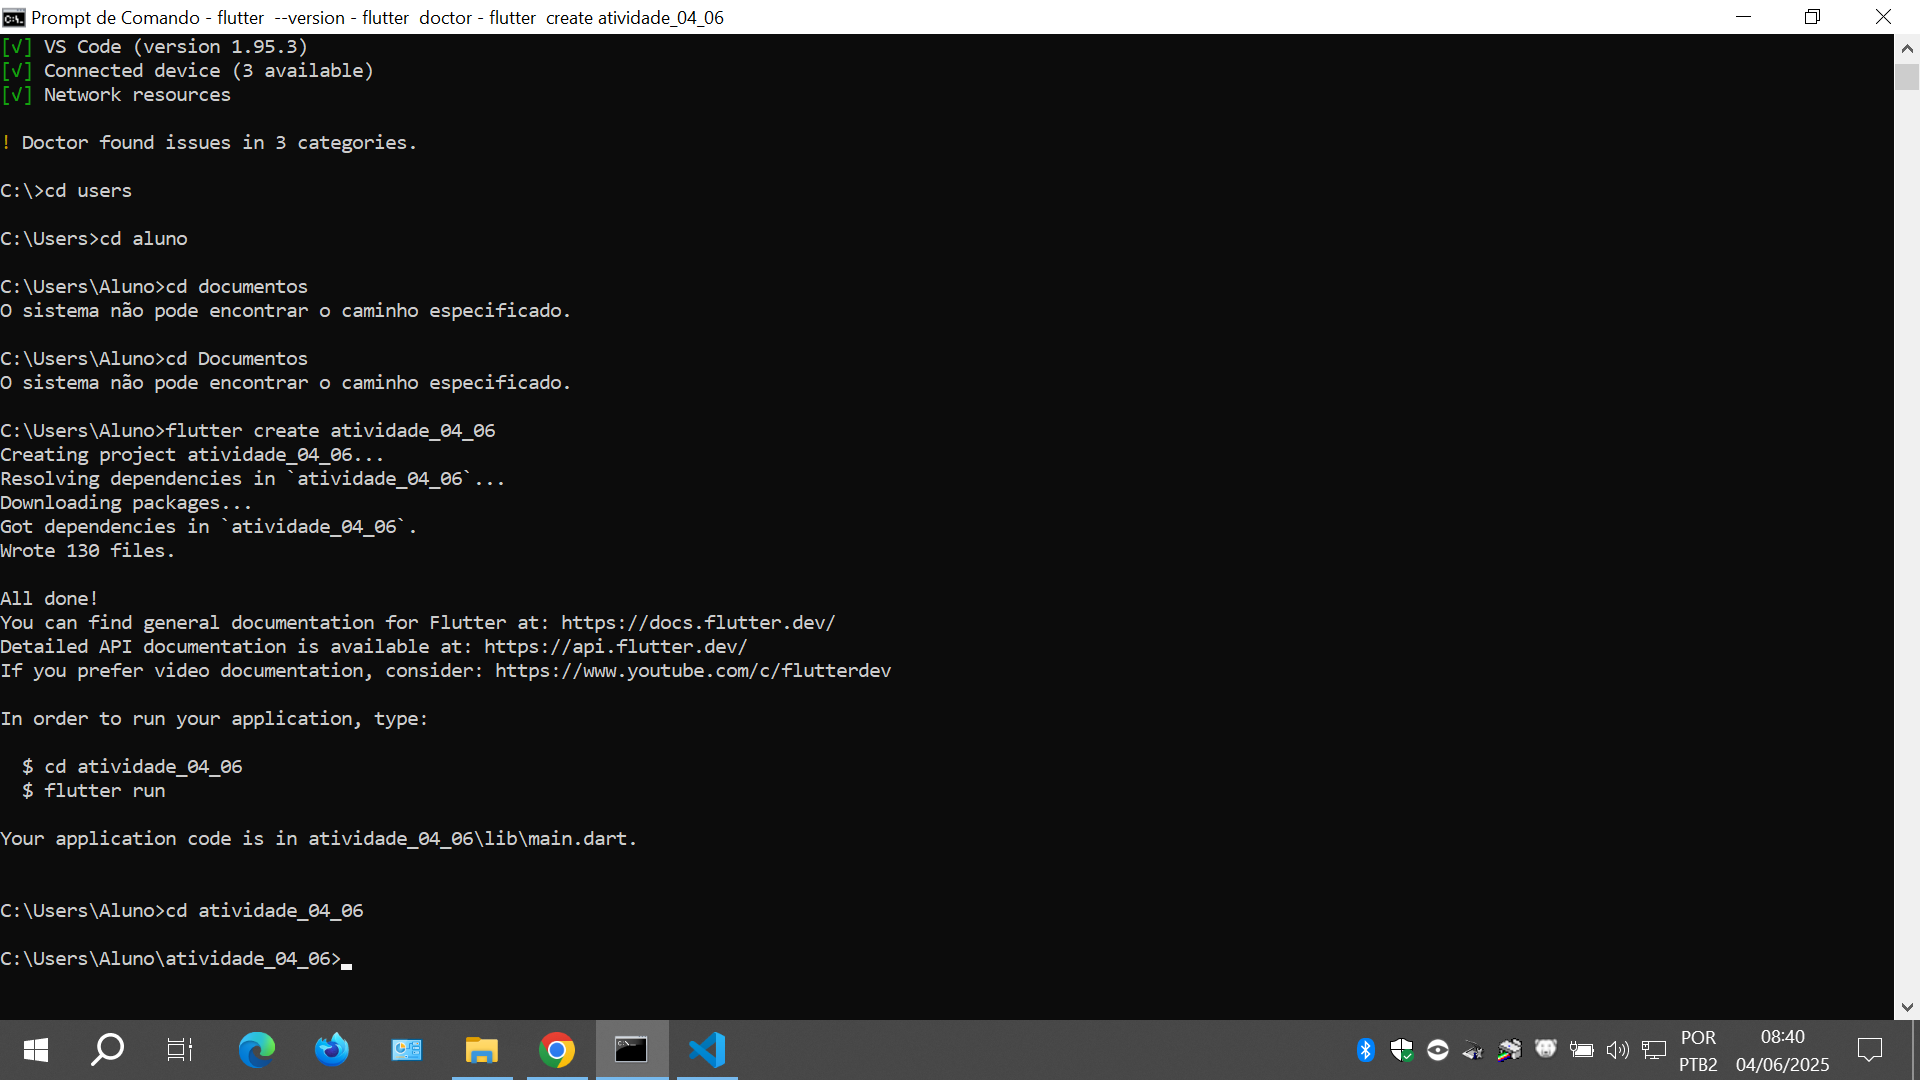 Prompt de Comando - flutter  --version - flutter  doctor - flutter  create atividade_04_06
[√] VS Code (version 1.95.3)
[√] Connected device (3 available)
[√] Network resources
! Doctor found issues in 3 categories.
C:\>cd users
C:\Users>cd aluno
C:\Users\Aluno>cd documentos
O sistema não pode encontrar o caminho especificado.
C:\Users\Aluno>cd Documentos
O sistema não pode encontrar o caminho especificado.
C:\Users\Aluno>flutter create atividade_04_06
Creating project atividade_04_06...
Resolving dependencies in `atividade_04_06`...
Downloading packages...
Got dependencies in `atividade_04_06`.
Wrote 130 files.
All done!
You can find general documentation for Flutter at: https://docs.flutter.dev/
Detailed API documentation is available at: https://api.flutter.dev/
If you prefer video documentation, consider: https://www.youtube.com/c/flutterdev
In order to run your application, type:
$ cd atividade_04_06
$ flutter run
Your application code is in atividade_04_06\lib\main.dart.
C:\Users\Aluno>cd atividade_04_06
C:\Users\Aluno\atividade_04_06>
POR
PTB2
08:40
04/06/2025